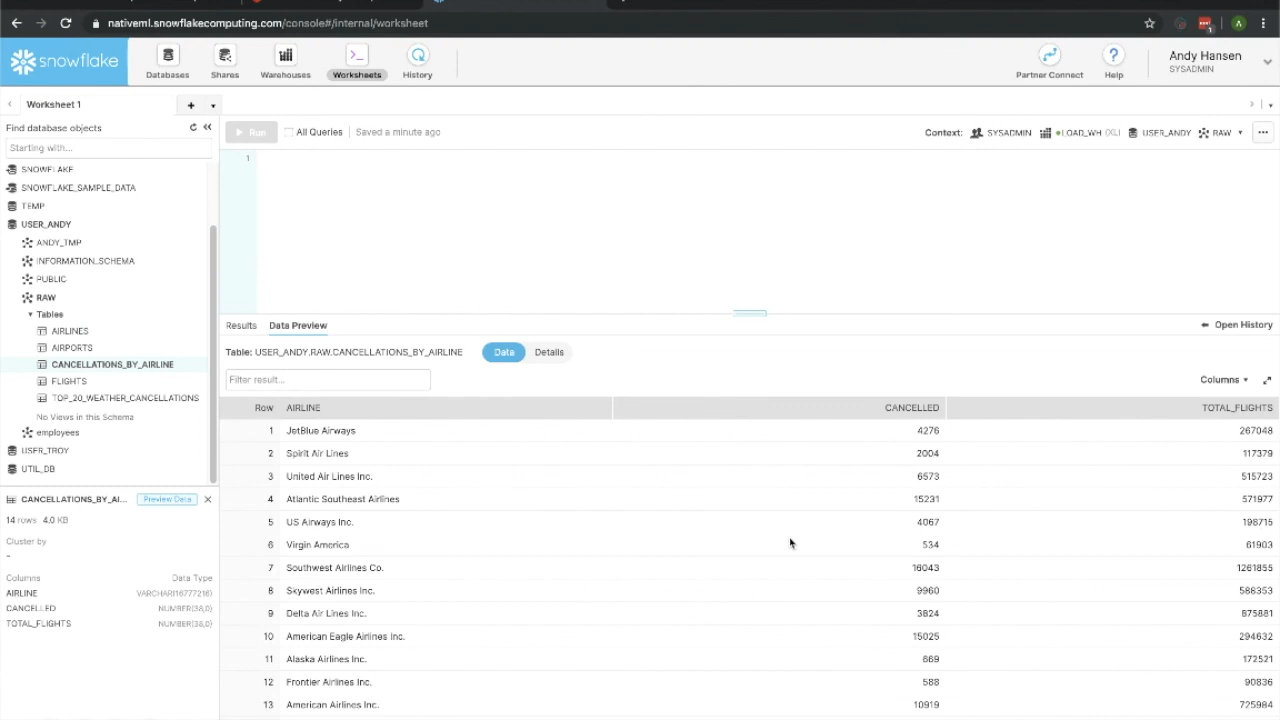 nativeml.snowflakecomputing.com/console#/internal/worksheet
snowflake
Databases
Shares
Warehouses
Worksheets
History
Partner Connect
Help
Andy Hansen
SYSADMIN
Worksheet 1
Find database objects
Starting with...
SNOWFLAKE
SNOWFLAKE_SAMPLE_DATA
TEMP
USER_ANDY
ANDY_TMP
INFORMATION_SCHEMA
PUBLIC
RAW
Tables
AIRLINES
AIRPORTS
CANCELLATIONS_BY_AIRLINE
FLIGHTS
TOP_20_WEATHER_CANCELLATIONS
No Views in this Schema
employees
USER_TROY
UTIL_DB
CANCELLATIONS_BY_AI... Preview Data
14 rows 4.0 KB
Cluster by
-
Columns Data Type
AIRLINE VARCHAR(16777216)
CANCELLED NUMBER(38,0)
TOTAL_FLIGHTS NUMBER(38,0)
Run All Queries Saved a minute ago
Context: SYSADMIN LOAD_WH (XL) USER_ANDY RAW
1
Results Data Preview Open History
Table: USER_ANDY.RAW.CANCELLATIONS_BY_AIRLINE Data Details
Filter result... Columns
Row AIRLINE CANCELLED TOTAL_FLIGHTS
1 JetBlue Airways 4276 267048
2 Spirit Air Lines 2004 117379
3 United Air Lines Inc. 6573 515723
4 Atlantic Southeast Airlines 15231 571977
5 US Airways Inc. 4067 198715
6 Virgin America 534 61903
7 Southwest Airlines Co. 16043 1261855
8 Skywest Airlines Inc. 9960 588353
9 Delta Air Lines Inc. 3824 875881
10 American Eagle Airlines Inc. 15025 294632
11 Alaska Airlines Inc. 669 172521
12 Frontier Airlines Inc. 588 90836
13 American Airlines Inc. 10919 725984